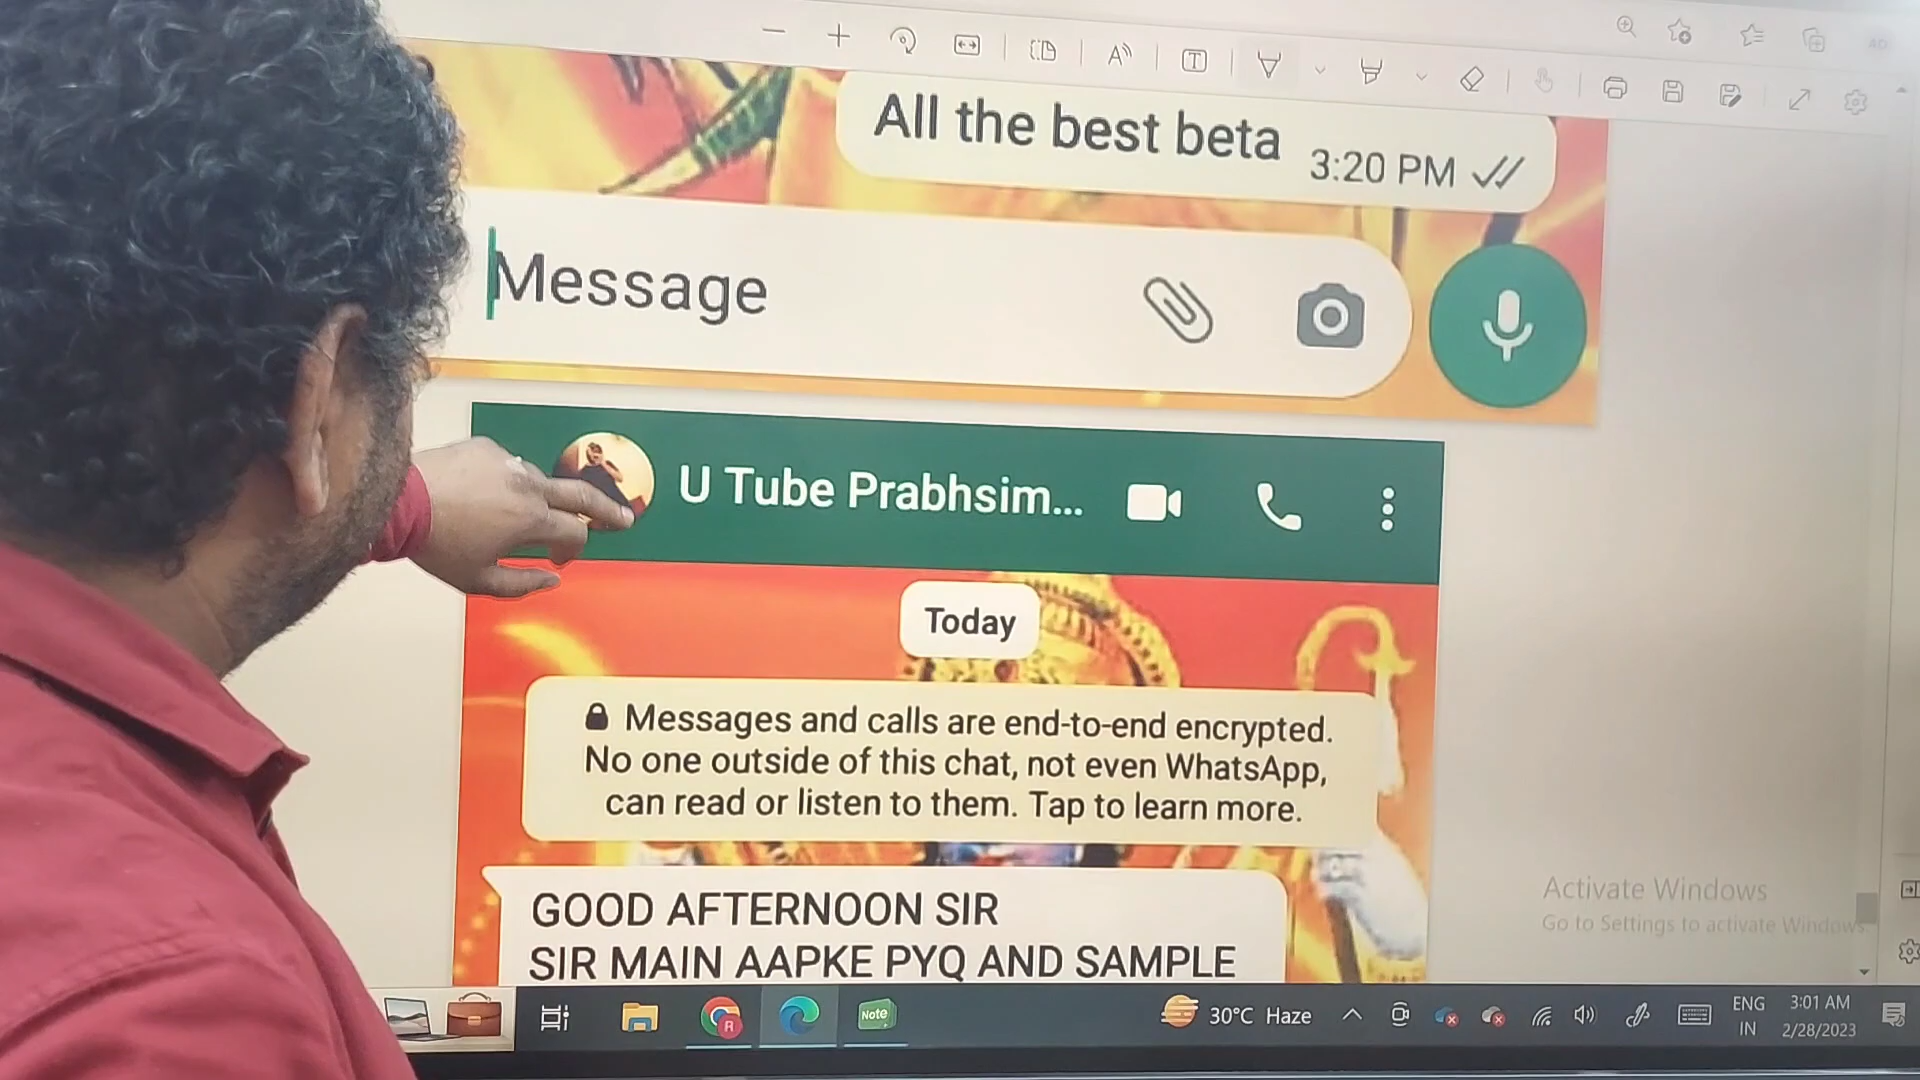 All the best beta
3:20 PM
Message
U Tube Prabhsim...
Today
Messages and calls are end-to-end encrypted.
No one outside of this chat, not even WhatsApp,
can read or listen to them. Tap to learn more.
GOOD AFTERNOON SIR
SIR MAIN AAPKE PYQ AND SAMPLE
Activate Windows
Go to Settings to activate Windows.
Note
30°C Haze
ENG
IN
3:01 AM
2/28/2023